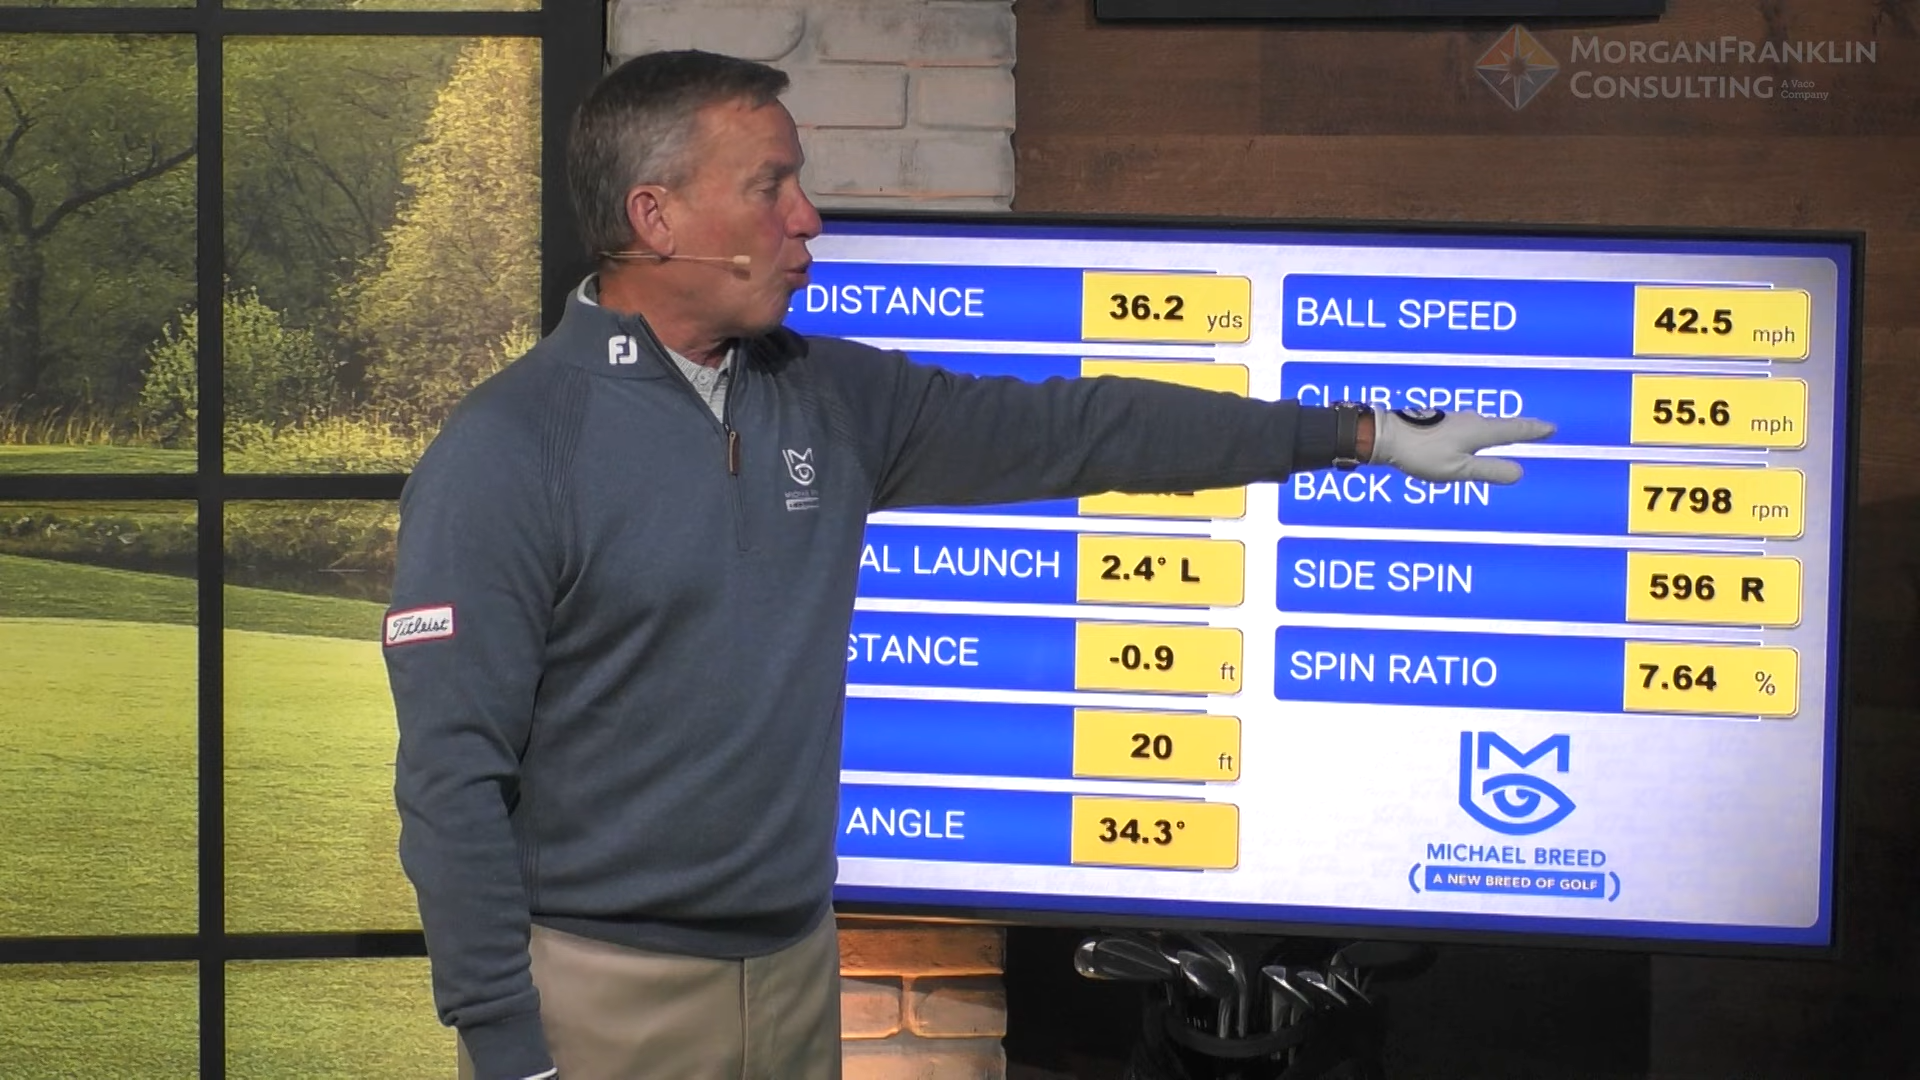 MORGANFRANKLIN
CONSULTING A Vaco
Company
DISTANCE 36.2 yds
BALL SPEED 42.5 mph
CLUB SPEED 55.6 mph
BACK SPIN 7798 rpm
AL LAUNCH 2.4° L
SIDE SPIN 596 R
STANCE -0.9 ft
SPIN RATIO 7.64 %
20 ft
ANGLE 34.3°
MICHAEL BREED
A NEW BREED OF GOLF
FJ
MICHAEL
Titleist